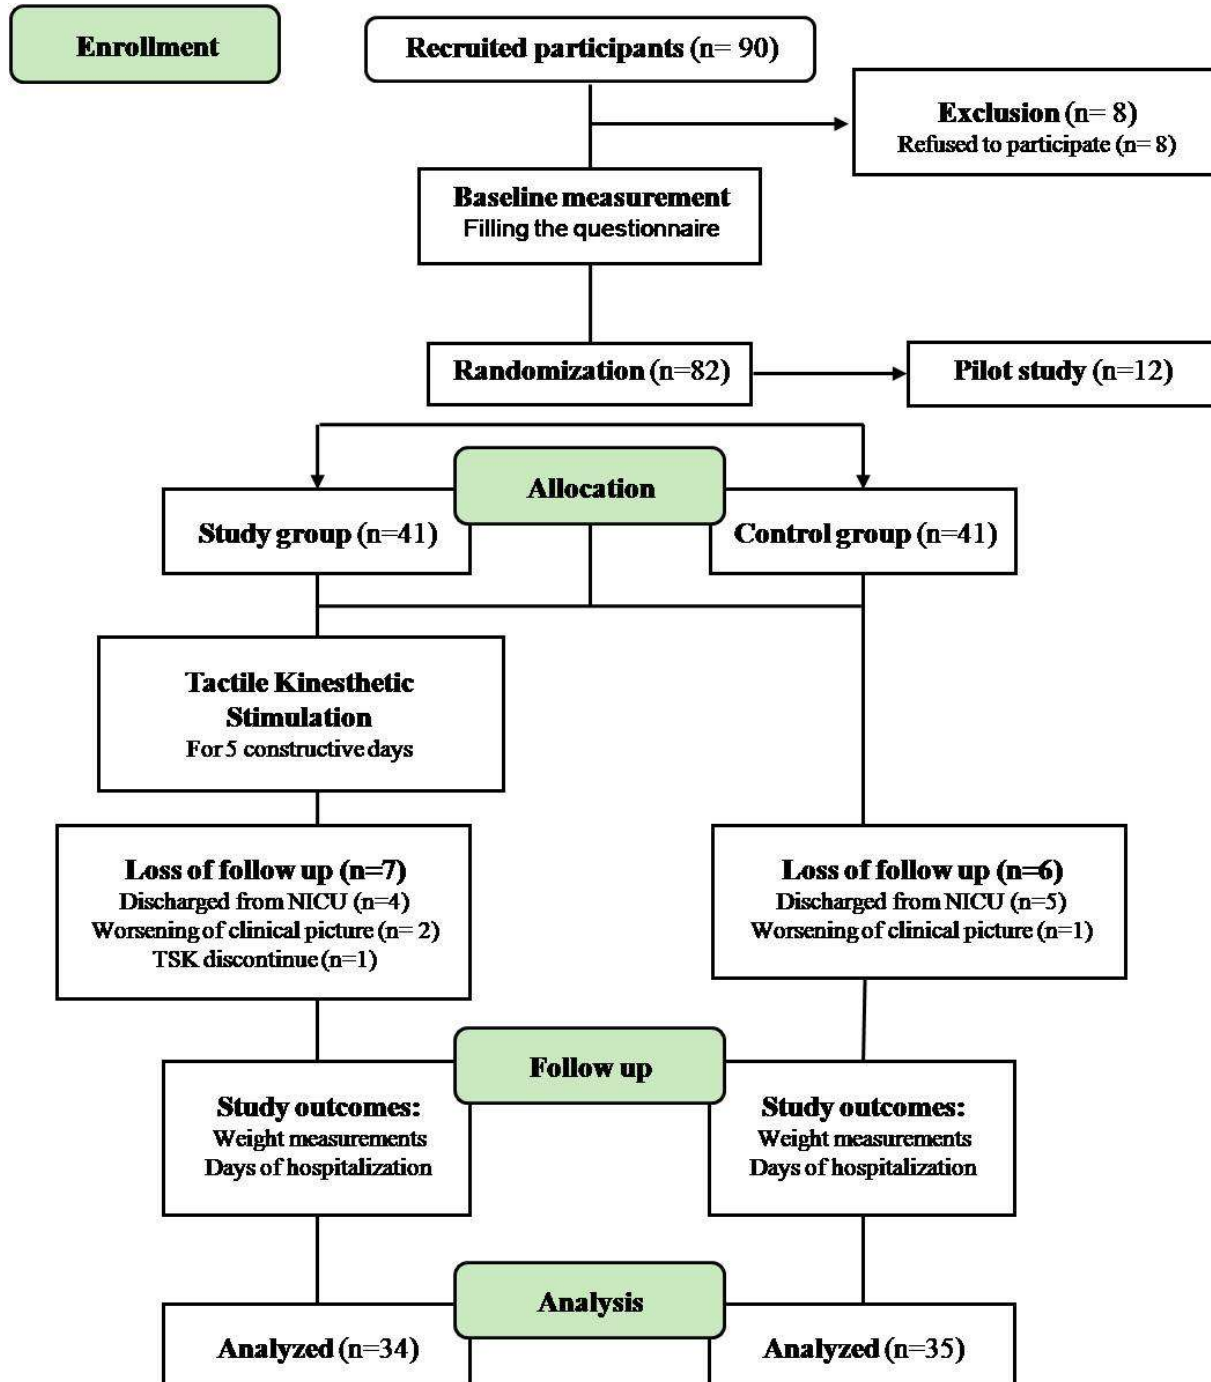 Enrollment
Recruited participants (n= 90)
Exclusion (n= 8)
Refused to participate (n= 8)
Baseline measurement
Filling the questionnaire
Randomization (n=82)
Pilot study (n=12)
Allocation
Study group (n=41)
Control group (n=41)
Tactile Kinesthetic
Stimulation
For 5 constructive days
Loss of follow up (n=7)
Discharged from NICU (n=4)
Worsening of clinical picture (n= 2)
TSK discontinue (n=1)
Loss of follow up (n=6)
Discharged from NICU (n=5)
Worsening of clinical picture (n=1)
Follow up
Study outcomes:
Weight measurements
Days of hospitalization
Study outcomes:
Weight measurements
Days of hospitalization
Analysis
Analyzed (n=34)
Analyzed (n=35)